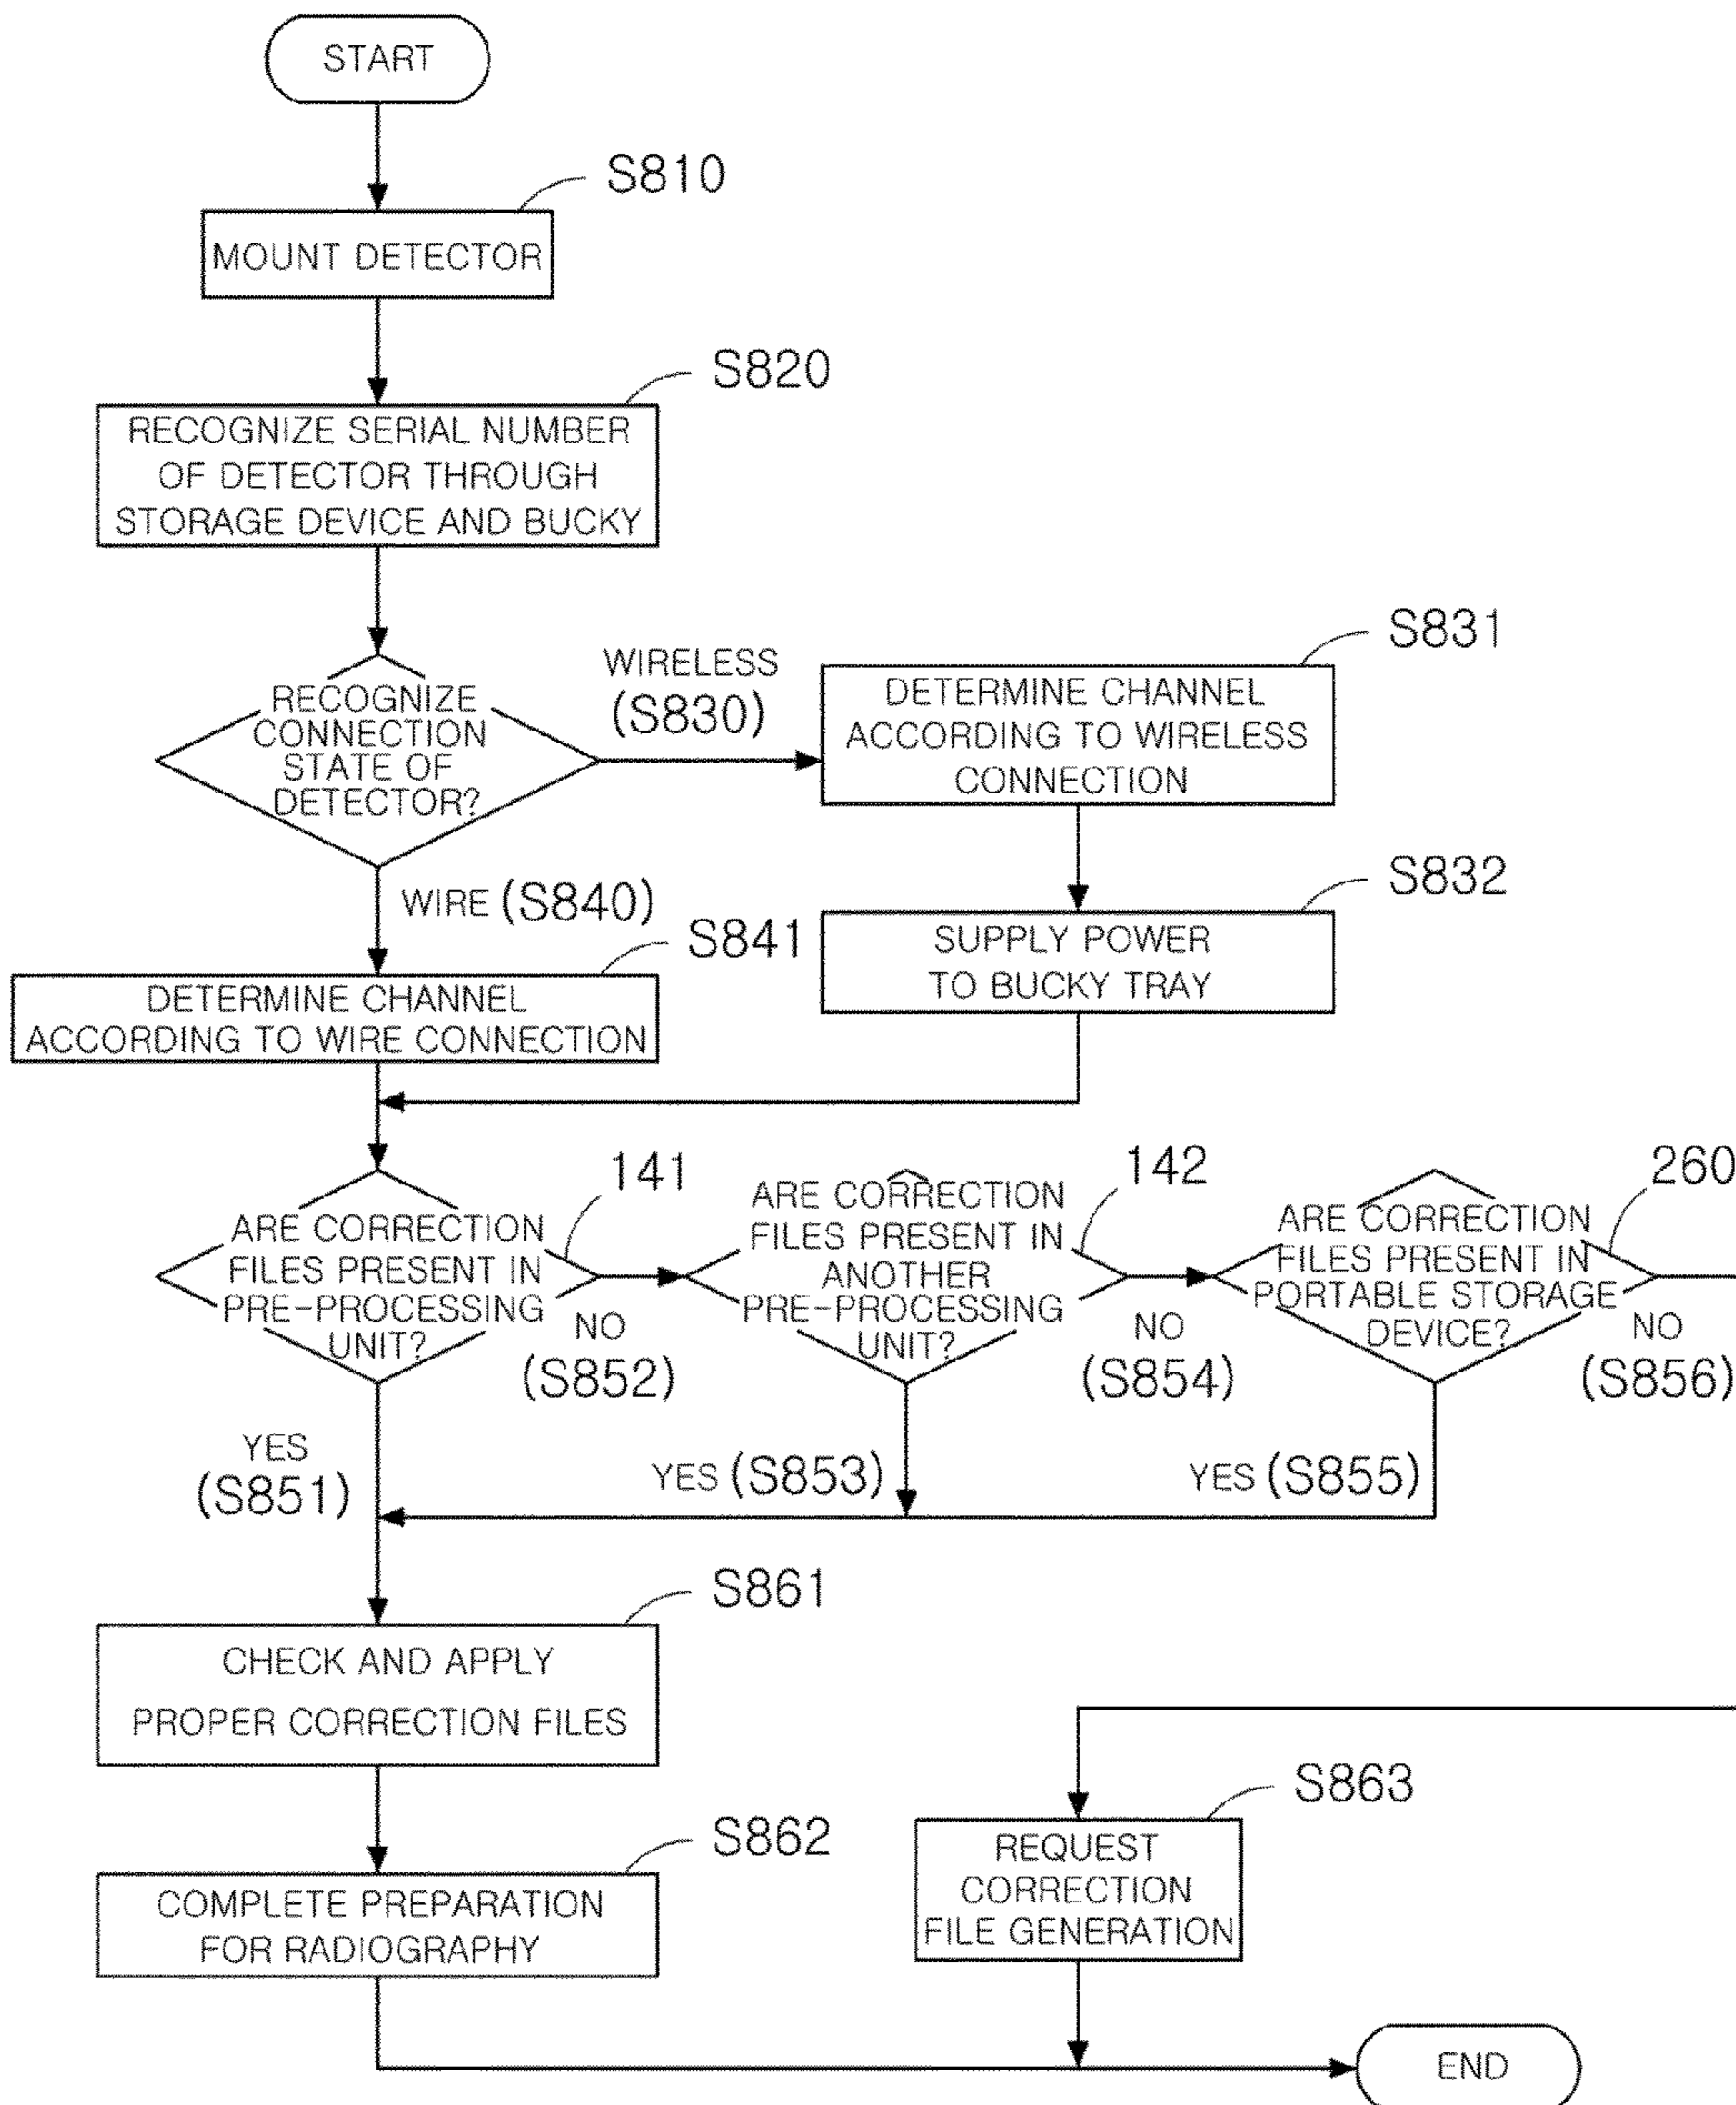 START
S810
MOUNT DETECTOR
S820
RECOGNIZE SERIAL NUMBER
OF DETECTOR THROUGH
STORAGE DEVICE AND BUCKY
RECOGNIZE
CONNECTION
STATE OF
DETECTOR?
WIRELESS
(S830)
S831
DETERMINE CHANNEL
ACCORDING TO WIRELESS
CONNECTION
WIRE (S840)
S832
SUPPLY POWER
TO BUCKY TRAY
S841
DETERMINE CHANNEL
ACCORDING TO WIRE CONNECTION
141
ARE CORRECTION
FILES PRESENT IN
PRE-PROCESSING
UNIT?
NO
(S852)
142
ARE CORRECTION
FILES PRESENT IN
ANOTHER
PRE-PROCESSING
UNIT?
NO
(S854)
260
ARE CORRECTION
FILES PRESENT IN
PORTABLE STORAGE
DEVICE?
NO
(S856)
YES
(S851)
YES (S853)
YES (S855)
S861
CHECK AND APPLY
PROPER CORRECTION FILES
S862
COMPLETE PREPARATION
FOR RADIOGRAPHY
S863
REQUEST
CORRECTION
FILE GENERATION
END